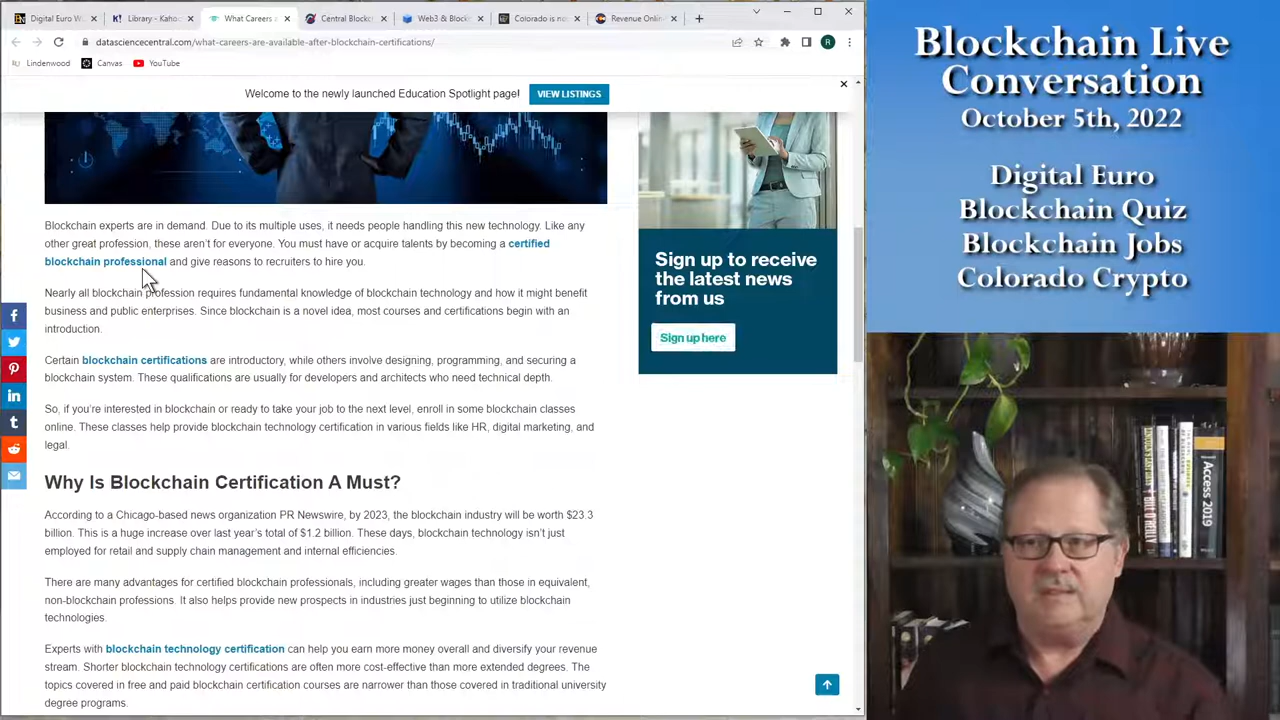 Digital Euro W
Library - Kaho
What Careers a
Central Blockc
Web3 & Block
Colorado is no
Revenue Onlin
datasciencecentral.com/what-careers-are-available-after-blockchain-certifications/
R
Lindenwood
Canvas
YouTube
Welcome to the newly launched Education Spotlight page!
VIEW LISTINGS
Blockchain experts are in demand. Due to its multiple uses, it needs people handling this new technology. Like any
other great profession, these aren't for everyone. You must have or acquire talents by becoming a certified
blockchain professional and give reasons to recruiters to hire you.
Nearly all blockchain profession requires fundamental knowledge of blockchain technology and how it might benefit
business and public enterprises. Since blockchain is a novel idea, most courses and certifications begin with an
introduction.
Certain blockchain certifications are introductory, while others involve designing, programming, and securing a
blockchain system. These qualifications are usually for developers and architects who need technical depth.
So, if you're interested in blockchain or ready to take your job to the next level, enroll in some blockchain classes
online. These classes help provide blockchain technology certification in various fields like HR, digital marketing, and
legal.
Why Is Blockchain Certification A Must?
According to a Chicago-based news organization PR Newswire, by 2023, the blockchain industry will be worth $23.3
billion. This is a huge increase over last year's total of $1.2 billion. These days, blockchain technology isn't just
employed for retail and supply chain management and internal efficiencies.
There are many advantages for certified blockchain professionals, including greater wages than those in equivalent,
non-blockchain professions. It also helps provide new prospects in industries just beginning to utilize blockchain
technologies.
Experts with blockchain technology certification can help you earn more money overall and diversify your revenue
stream. Shorter blockchain technology certifications are often more cost-effective than more extended degrees. The
topics covered in free and paid blockchain certification courses are narrower than those covered in traditional university
degree programs.
Sign up to receive
the latest news
from us
Sign up here
Blockchain Live
Conversation
October 5th, 2022
Digital Euro
Blockchain Quiz
Blockchain Jobs
Colorado Crypto
Access 2019